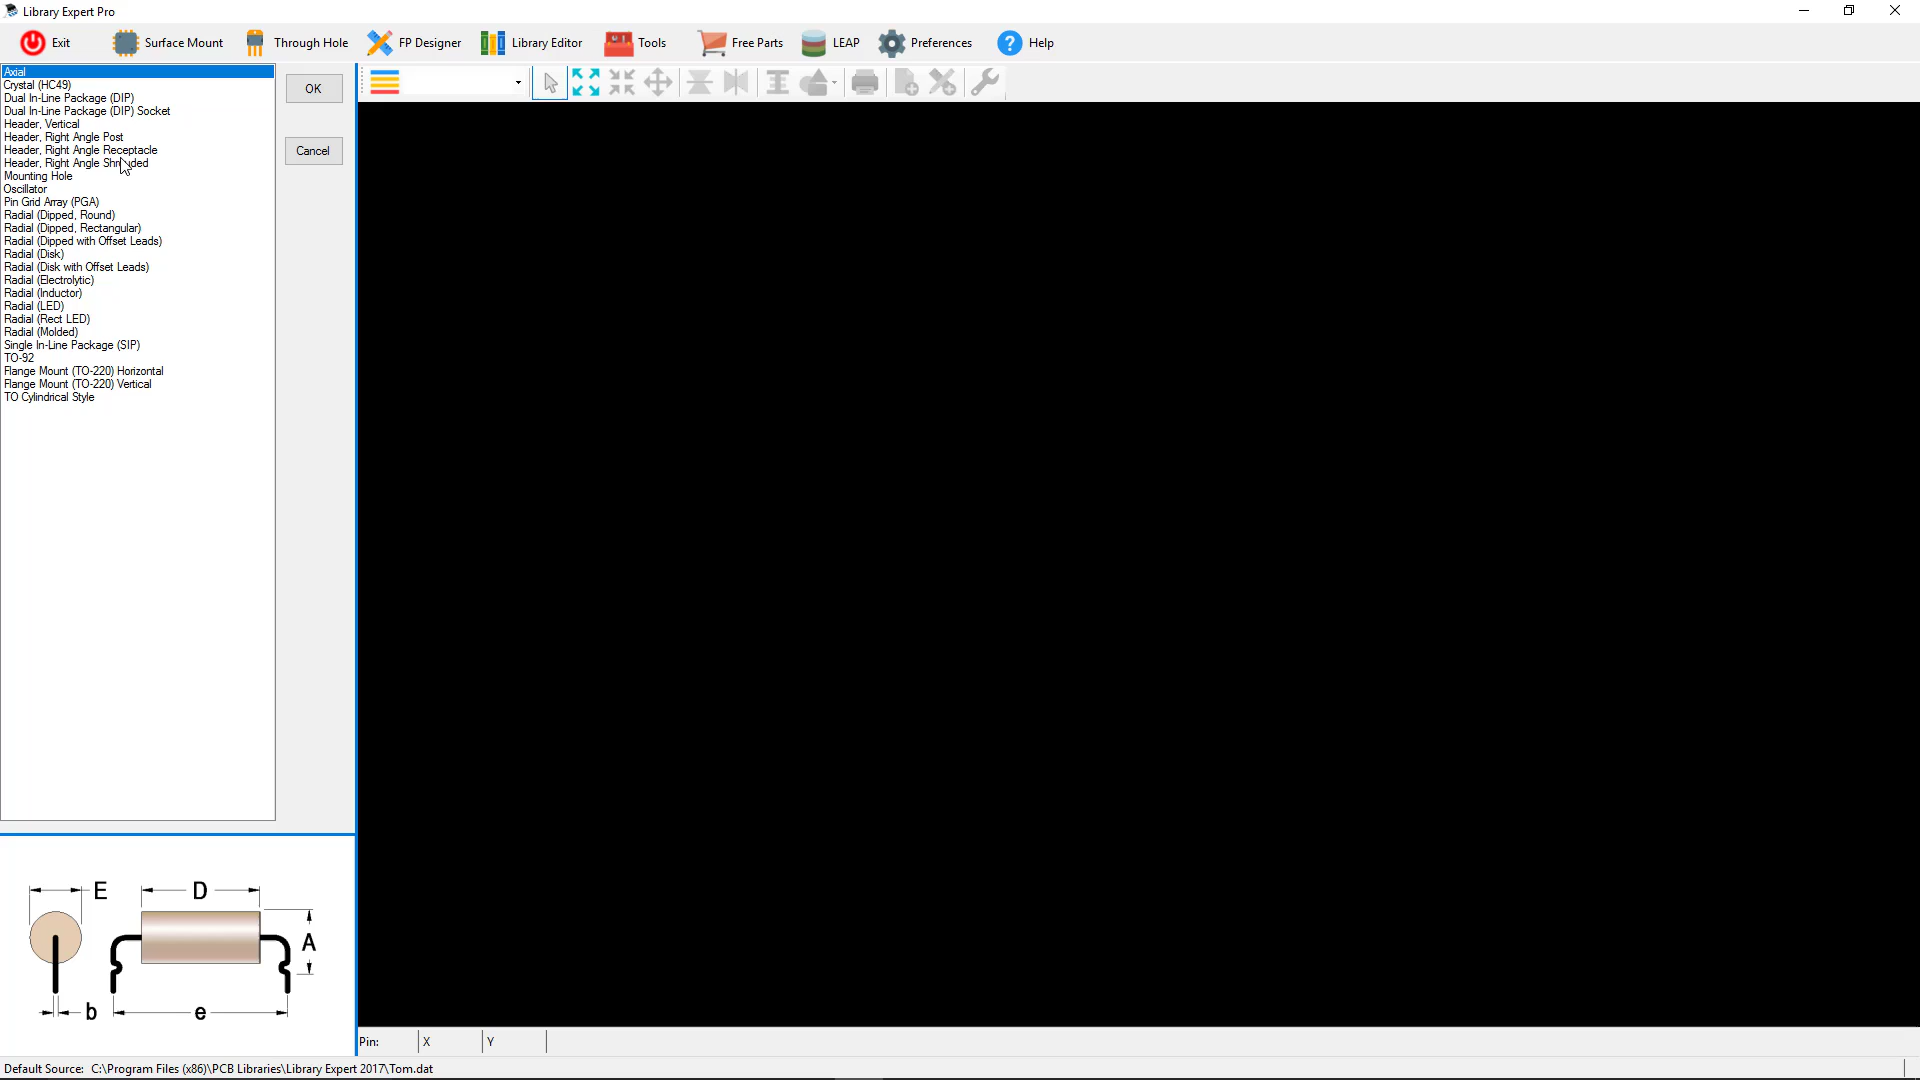 Library Expert Pro
Exit Surface Mount Through Hole FP Designer Library Editor Tools Free Parts LEAP Preferences ? Help
Axial
Crystal (HC49)
Dual In-Line Package (DIP)
Dual In-Line Package (DIP) Socket
Header, Vertical
Header, Right Angle Post
Header, Right Angle Receptacle
Header, Right Angle Shrouded
Mounting Hole
Oscillator
Pin Grid Array (PGA)
Radial (Dipped, Round)
Radial (Dipped, Rectangular)
Radial (Dipped with Offset Leads)
Radial (Disk)
Radial (Disk with Offset Leads)
Radial (Electrolytic)
Radial (Inductor)
Radial (LED)
Radial (Rect LED)
Radial (Molded)
Single In-Line Package (SIP)
TO-92
Flange Mount (TO-220) Horizontal
Flange Mount (TO-220) Vertical
TO Cylindrical Style
OK
Cancel
E D
A
b e
Pin: X Y
Default Source: C:\Program Files (x86)\PCB Libraries\Library Expert 2017\Tom.dat